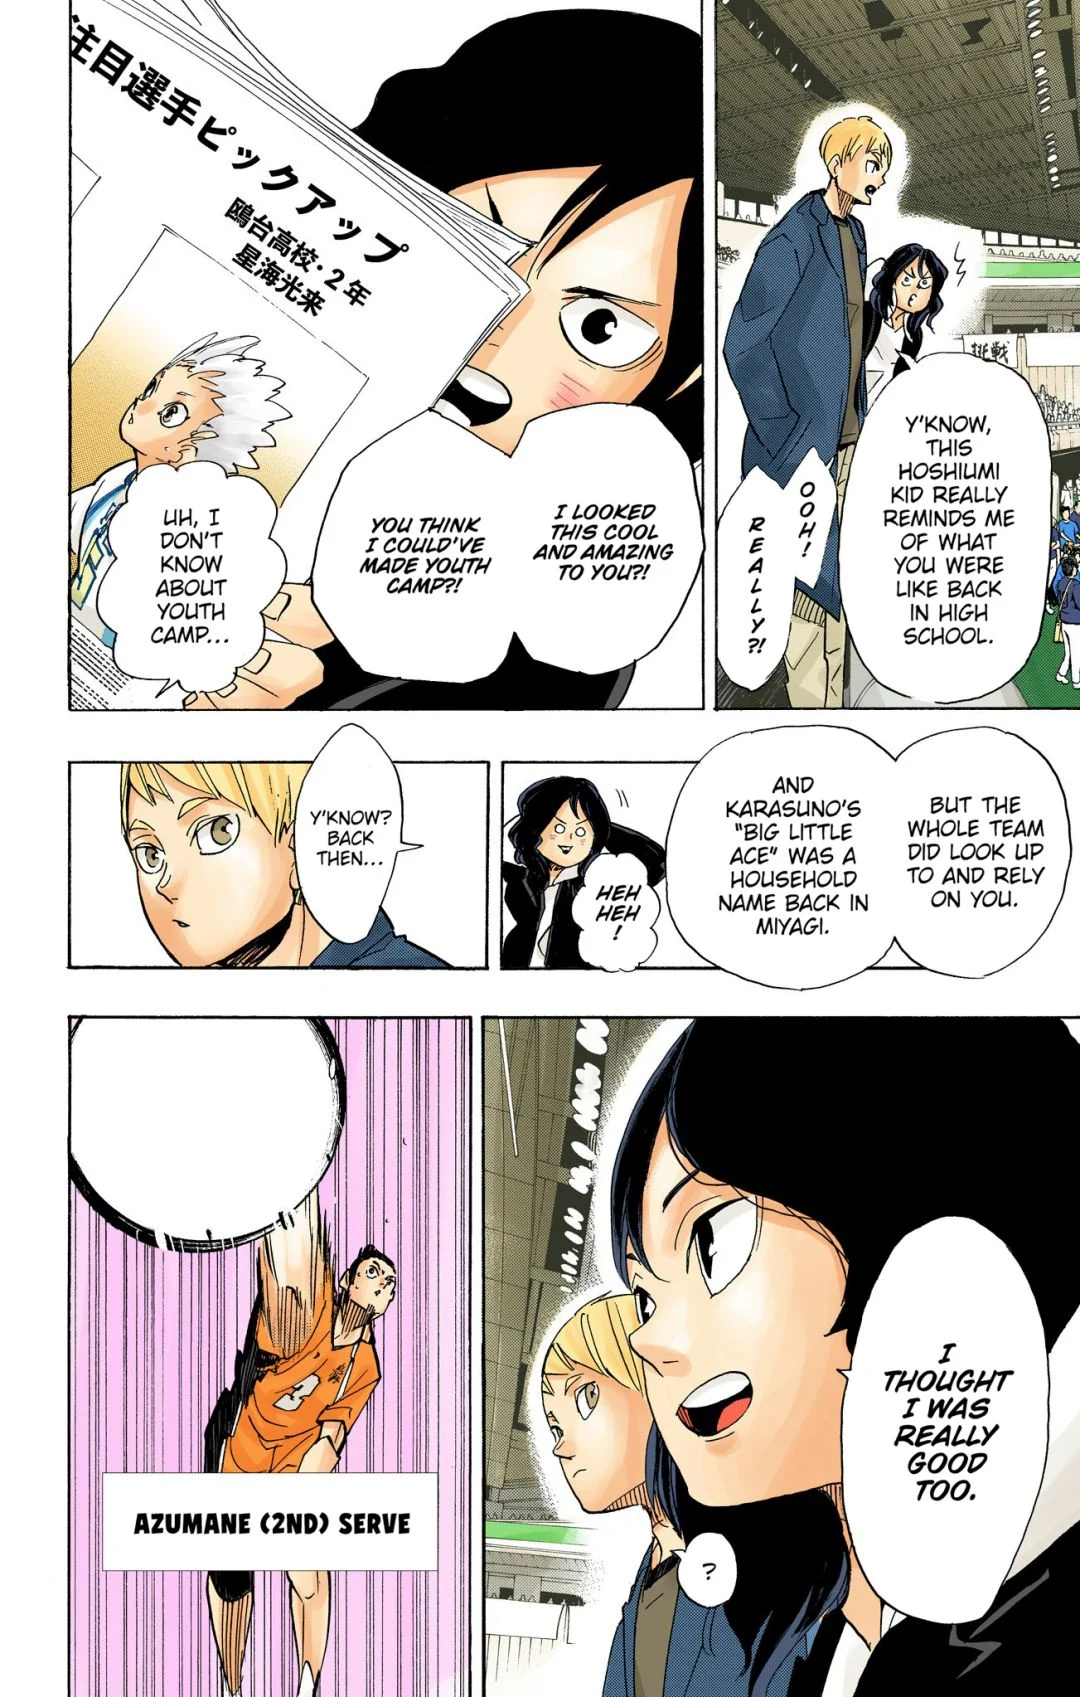 Y'KNOW,
THIS
HOSHIUMI
KID REALLY
REMINDS ME
OF WHAT
YOU WERE
LIKE BACK
IN HIGH
SCHOOL.
OOH!
REALLY?!
挑戦
注目選手ピックアップ
鴎台高校・2年
星海光来
I LOOKED
THIS COOL
AND AMAZING
TO YOU?!
YOU THINK
I COULD'VE
MADE YOUTH
CAMP?!
UH, I
DON'T
KNOW
ABOUT
YOUTH
CAMP...
BUT THE
WHOLE TEAM
DID LOOK UP
TO AND RELY
ON YOU.
AND
KARASUNO'S
"BIG LITTLE
ACE" WAS A
HOUSEHOLD
NAME BACK IN
MIYAGI.
HEH
HEH
!
Y'KNOW?
BACK
THEN...
I
THOUGHT
I WAS
REALLY
GOOD
TOO.
?
3
AZUMANE (2ND) SERVE